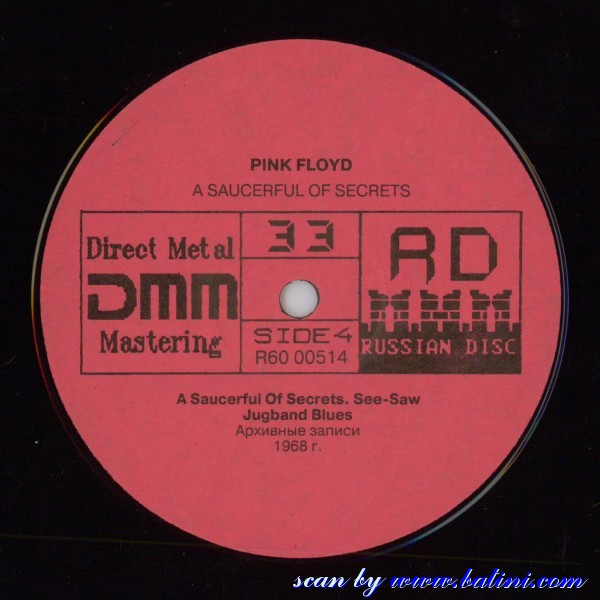 PINK FLOYD
A SAUCERFUL OF SECRETS
Direct Metal
DMM
Mastering
33
SIDE 4
R60 00514
RD
RUSSIAN DISC
A Saucerful Of Secrets. See-Saw
Jugband Blues
Архивные записи
1968 г.
scan by www.batini.com